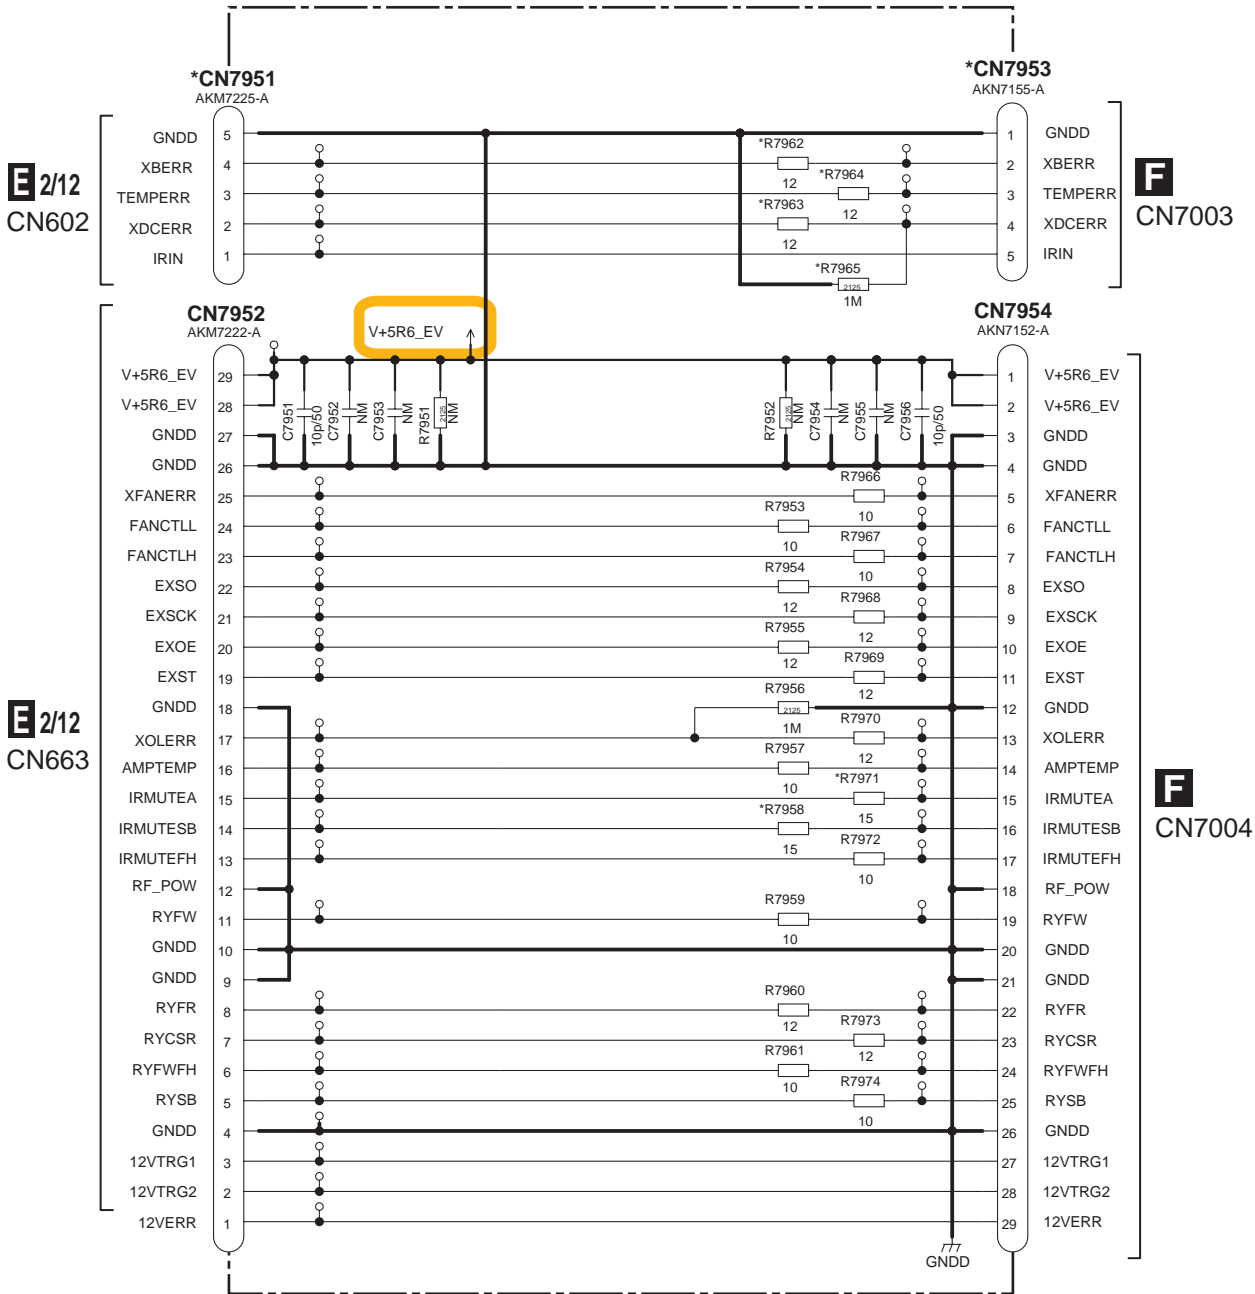 *CN7951
AKM7225-A
*CN7953
AKN7155-A
E 2/12
CN602
GNDD 5
XBERR 4
TEMPERR 3
XDCERR 2
IRIN 1
*R7962
12
*R7964
12
*R7963
12
*R7965
2125
1M
1 GNDD
2 XBERR
3 TEMPERR
4 XDCERR
5 IRIN
F
CN7003
CN7952
AKM7222-A
V+5R6_EV
CN7954
AKN7152-A
V+5R6_EV 29
V+5R6_EV 28
GNDD 27
GNDD 26
XFANERR 25
FANCTLL 24
FANCTLH 23
EXSO 22
EXSCK 21
EXOE 20
EXST 19
GNDD 18
XOLERR 17
AMPTEMP 16
IRMUTEA 15
IRMUTESB 14
IRMUTEFH 13
RF_POW 12
RYFW 11
GNDD 10
GNDD 9
RYFR 8
RYCSR 7
RYFWFH 6
RYSB 5
GNDD 4
12VTRG1 3
12VTRG2 2
12VERR 1
E 2/12
CN663
C7951
10p/50
C7952
NM
C7953
NM
R7951
2125
NM
R7952
2125
NM
C7954
NM
C7955
NM
C7956
10p/50
R7966
10
R7953
10
R7967
10
R7954
12
R7968
12
R7955
12
R7969
12
R7956
2125
1M
R7970
12
R7957
10
*R7971
15
*R7958
15
R7972
10
R7959
10
R7960
12
R7973
12
R7961
10
R7974
10
1 V+5R6_EV
2 V+5R6_EV
3 GNDD
4 GNDD
5 XFANERR
6 FANCTLL
7 FANCTLH
8 EXSO
9 EXSCK
10 EXOE
11 EXST
12 GNDD
13 XOLERR
14 AMPTEMP
15 IRMUTEA
16 IRMUTESB
17 IRMUTEFH
18 RF_POW
19 RYFW
20 GNDD
21 GNDD
22 RYFR
23 RYCSR
24 RYFWFH
25 RYSB
26 GNDD
27 12VTRG1
28 12VTRG2
29 12VERR
F
CN7004
GNDD